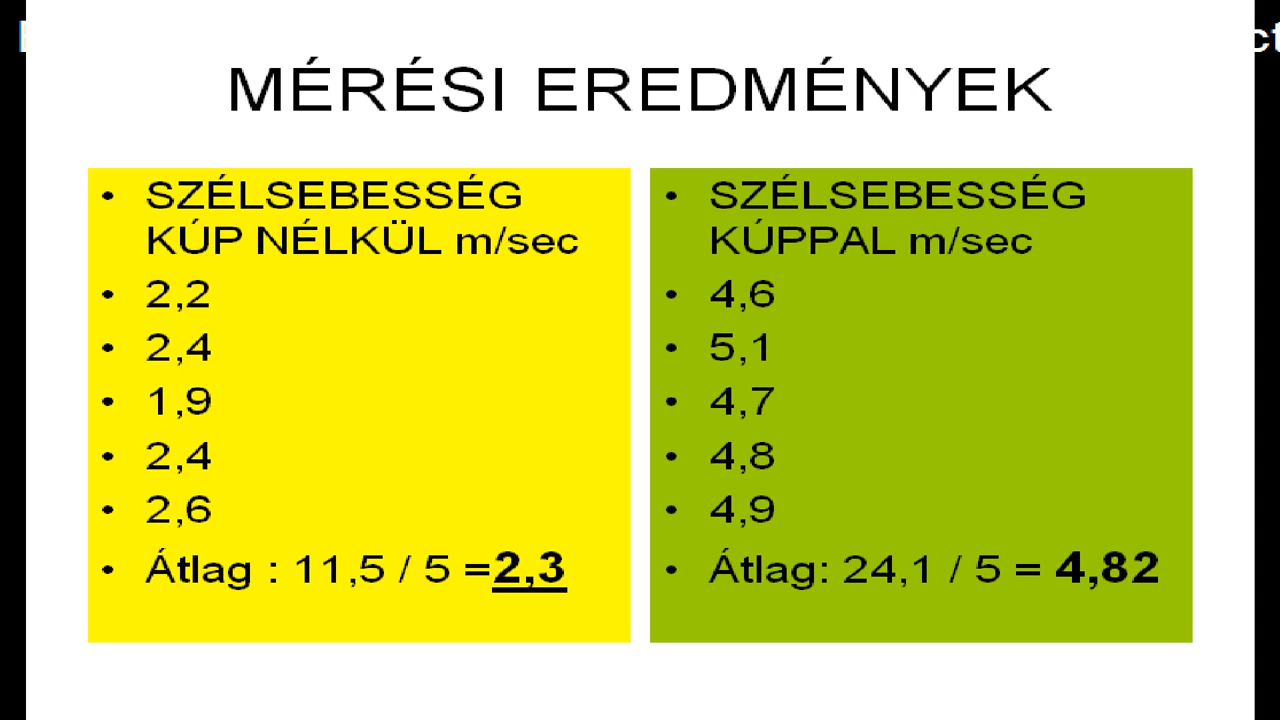 MÉRÉSI EREDMÉNYEK
• SZÉLSEBESSÉG
KÚP NÉLKÜL m/sec
• 2,2
• 2,4
• 1,9
• 2,4
• 2,6
• Átlag : 11,5 / 5 =2,3
• SZÉLSEBESSÉG
KÚPPAL m/sec
• 4,6
• 5,1
• 4,7
• 4,8
• 4,9
• Átlag: 24,1 / 5 = 4,82